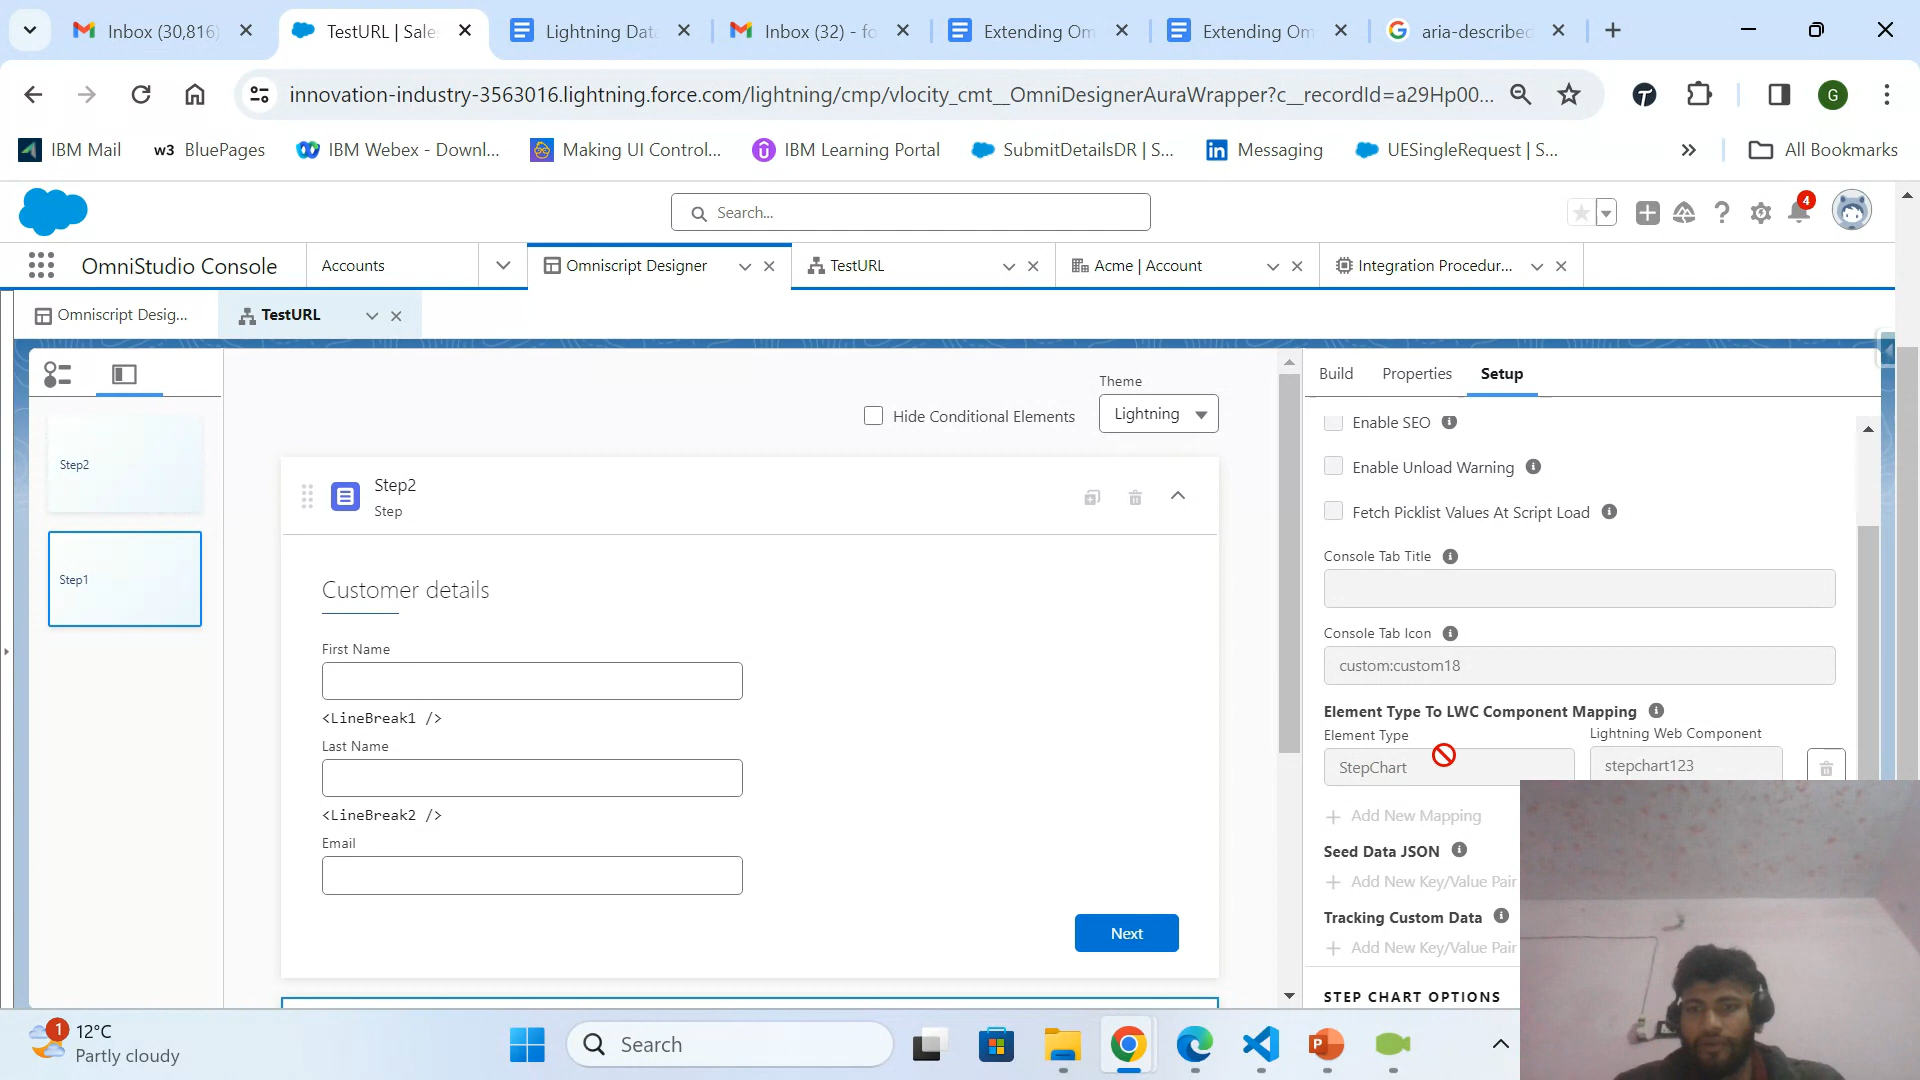 Inbox (30,816)
TestURL | Sale
Lightning Data
Inbox (32) - fo
Extending Om
Extending Om
aria-described
innovation-industry-3563016.lightning.force.com/lightning/cmp/vlocity_cmt__OmniDesignerAuraWrapper?c__recordId=a29Hp00...
G
IBM Mail
w3 BluePages
IBM Webex - Downl...
Making UI Control...
IBM Learning Portal
SubmitDetailsDR | S...
Messaging
UESingleRequest | S...
All Bookmarks
Search...
4
OmniStudio Console
Accounts
Omniscript Designer
TestURL
Acme | Account
Integration Procedur...
Omniscript Desig...
TestURL
Step2
Step1
Hide Conditional Elements
Theme
Lightning
Step2
Step
Customer details
First Name
<LineBreak1 />
Last Name
<LineBreak2 />
Email
Next
Build
Properties
Setup
Enable SEO
Enable Unload Warning
Fetch Picklist Values At Script Load
Console Tab Title
Console Tab Icon
custom:custom18
Element Type To LWC Component Mapping
Element Type
Lightning Web Component
StepChart
stepchart123
+ Add New Mapping
Seed Data JSON
+ Add New Key/Value Pair
Tracking Custom Data
+ Add New Key/Value Pair
STEP CHART OPTIONS
1
12°C
Partly cloudy
Search